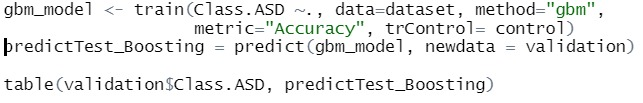 gbm_model <- train(Class.ASD ~., data=dataset, method="gbm",
metric="Accuracy", trControl= control)
predictTest_Boosting = predict(gbm_model, newdata = validation)
table(validation$Class.ASD, predictTest_Boosting)